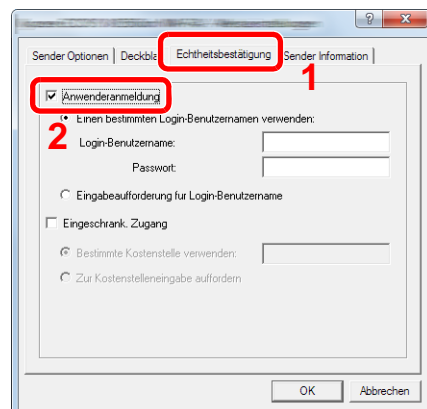 Sender Optionen
Deckbla
Echtheitsbestätigung
Sender Information
1
Anwenderanmeldung
2
Einen bestimmten Login-Benutzernamen verwenden:
Login-Benutzername:
Passwort:
Eingabeaufforderung fur Login-Benutzername
Eingeschrank. Zugang
Bestimmte Kostenstelle verwenden:
Zur Kostenstelleneingabe auffordern
OK
Abbrechen